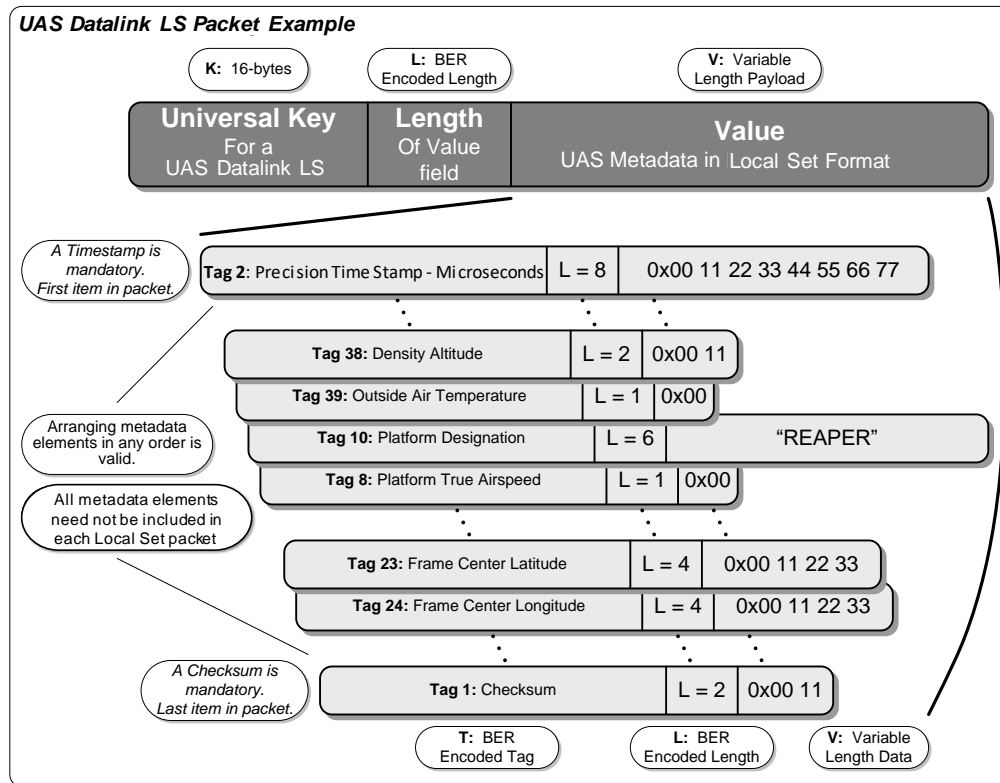 UAS Datalink LS Packet Example
K: 16-bytes
L: BER
Encoded Length
V: Variable
Length Payload
Universal Key
For a
UAS Datalink LS
Length
Of Value
field
Value
UAS Metadata in Local Set Format
A Timestamp is
mandatory.
First item in packet.
Tag 2: Precision Time Stamp - Microseconds L = 8 0x00 11 22 33 44 55 66 77
Tag 38: Density Altitude L = 2 0x00 11
Tag 39: Outside Air Temperature L = 1 0x00
Arranging metadata
elements in any order is
valid.
Tag 10: Platform Designation L = 6 “REAPER”
Tag 8: Platform True Airspeed L = 1 0x00
All metadata elements
need not be included in
each Local Set packet
Tag 23: Frame Center Latitude L = 4 0x00 11 22 33
Tag 24: Frame Center Longitude L = 4 0x00 11 22 33
A Checksum is
mandatory.
Last item in packet.
Tag 1: Checksum L = 2 0x00 11
T: BER
Encoded Tag
L: BER
Encoded Length
V: Variable
Length Data